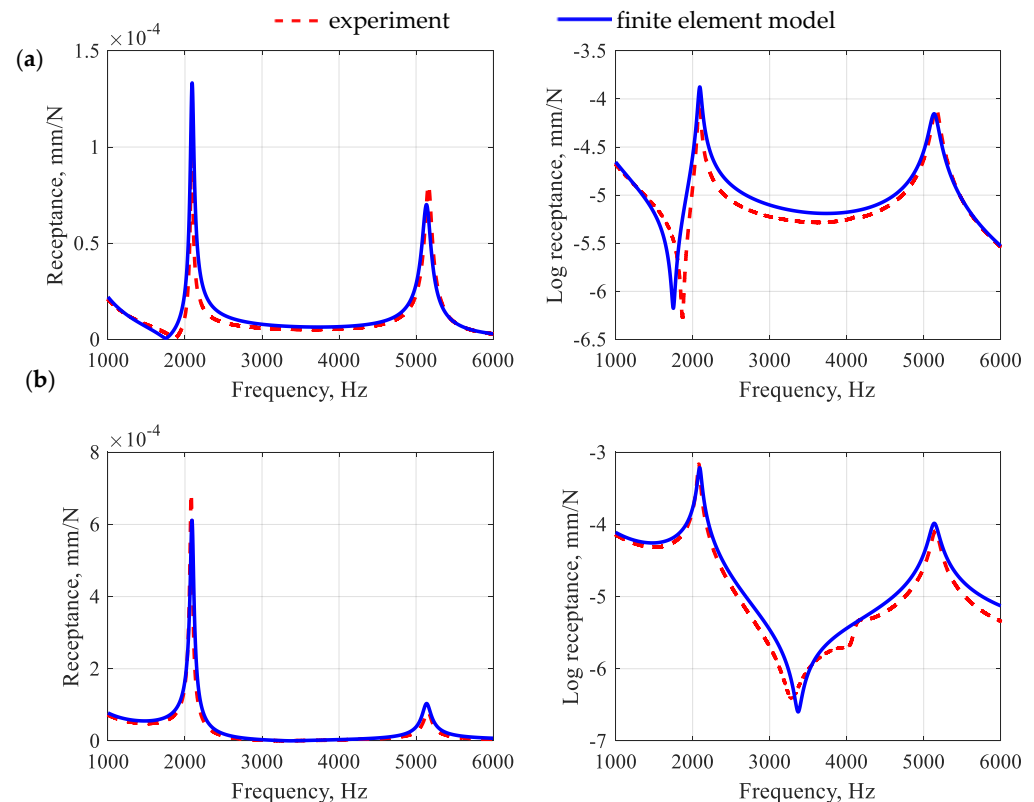 experiment
finite element model
(a)
×10⁻⁴
1.5
1
0.5
0
Receptance, mm/N
1000 2000 3000 4000 5000 6000
Frequency, Hz
-3.5
-4
-4.5
-5
-5.5
-6
-6.5
Log receptance, mm/N
1000 2000 3000 4000 5000 6000
Frequency, Hz
(b)
×10⁻⁴
8
6
4
2
0
Receptance, mm/N
1000 2000 3000 4000 5000 6000
Frequency, Hz
-3
-4
-5
-6
-7
Log receptance, mm/N
1000 2000 3000 4000 5000 6000
Frequency, Hz